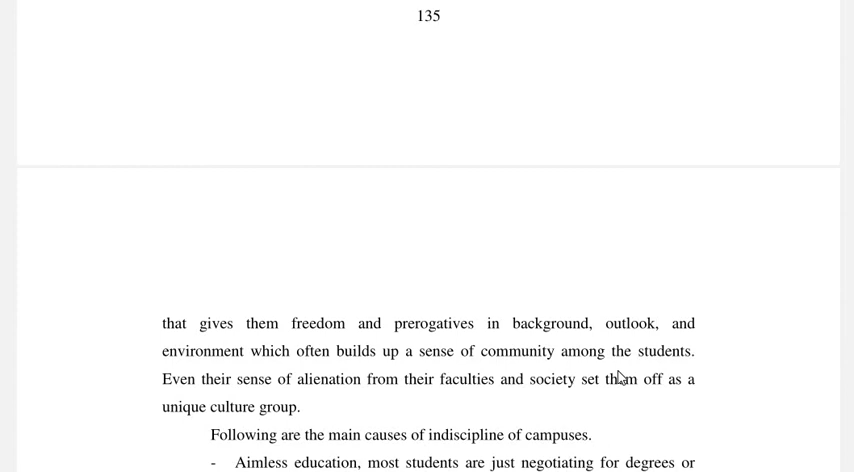 135
that gives them freedom and prerogatives in background, outlook, and
environment which often builds up a sense of community among the students.
Even their sense of alienation from their faculties and society set them off as a
unique culture group.
Following are the main causes of indiscipline of campuses.
- Aimless education, most students are just negotiating for degrees or